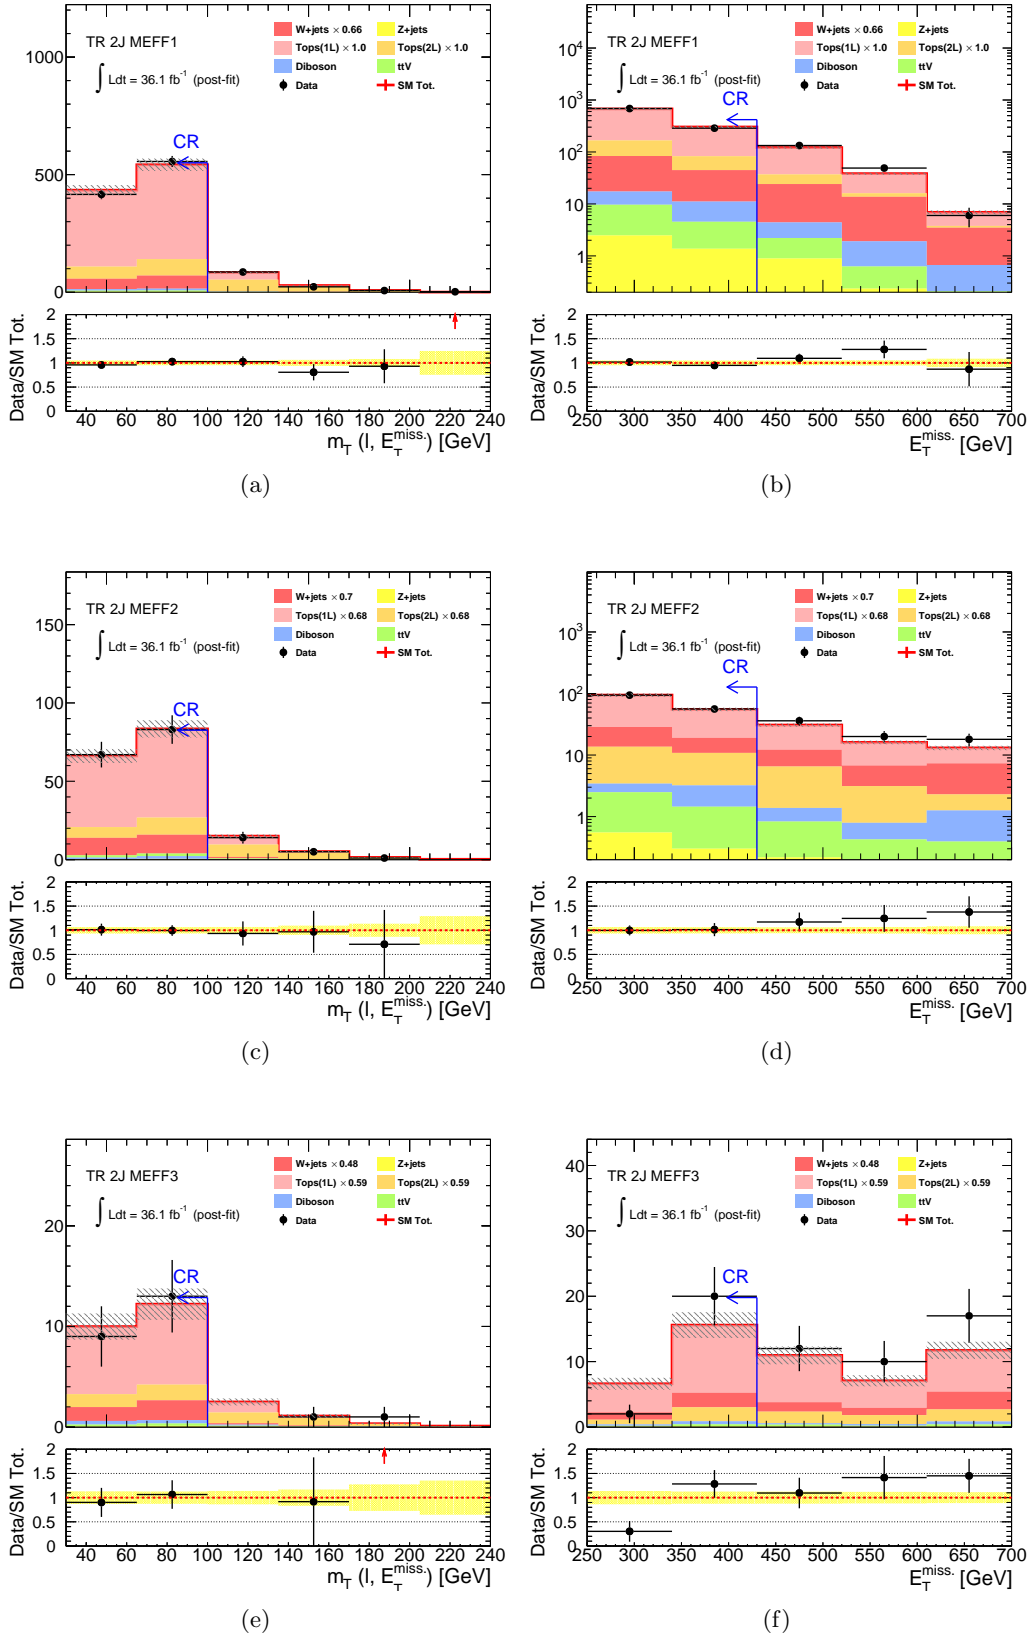 TR 2J MEFF1
∫ Ldt = 36.1 fb⁻¹ (post-fit)
W+jets × 0.66
Z+jets
Tops(1L) × 1.0
Tops(2L) × 1.0
Diboson
ttV
Data
SM Tot.
CR
1000
500
0
Data/SM Tot.
2
1.5
1
0.5
0
40 60 80 100 120 140 160 180 200 220 240
m_T (l, E_T^miss.) [GeV]
(a)
TR 2J MEFF1
∫ Ldt = 36.1 fb⁻¹ (post-fit)
W+jets × 0.66
Z+jets
Tops(1L) × 1.0
Tops(2L) × 1.0
Diboson
ttV
Data
SM Tot.
CR
10⁴
10³
10²
10
1
Data/SM Tot.
2
1.5
1
0.5
0
250 300 350 400 450 500 550 600 650 700
E_T^miss. [GeV]
(b)
TR 2J MEFF2
∫ Ldt = 36.1 fb⁻¹ (post-fit)
W+jets × 0.7
Z+jets
Tops(1L) × 0.68
Tops(2L) × 0.68
Diboson
ttV
Data
SM Tot.
CR
150
100
50
0
Data/SM Tot.
2
1.5
1
0.5
0
40 60 80 100 120 140 160 180 200 220 240
m_T (l, E_T^miss.) [GeV]
(c)
TR 2J MEFF2
∫ Ldt = 36.1 fb⁻¹ (post-fit)
W+jets × 0.7
Z+jets
Tops(1L) × 0.68
Tops(2L) × 0.68
Diboson
ttV
Data
SM Tot.
CR
10³
10²
10
1
Data/SM Tot.
2
1.5
1
0.5
0
250 300 350 400 450 500 550 600 650 700
E_T^miss. [GeV]
(d)
TR 2J MEFF3
∫ Ldt = 36.1 fb⁻¹ (post-fit)
W+jets × 0.48
Z+jets
Tops(1L) × 0.59
Tops(2L) × 0.59
Diboson
ttV
Data
SM Tot.
CR
20
10
0
Data/SM Tot.
2
1.5
1
0.5
0
40 60 80 100 120 140 160 180 200 220 240
m_T (l, E_T^miss.) [GeV]
(e)
TR 2J MEFF3
∫ Ldt = 36.1 fb⁻¹ (post-fit)
W+jets × 0.48
Z+jets
Tops(1L) × 0.59
Tops(2L) × 0.59
Diboson
ttV
Data
SM Tot.
CR
40
30
20
10
0
Data/SM Tot.
2
1.5
1
0.5
0
250 300 350 400 450 500 550 600 650 700
E_T^miss. [GeV]
(f)